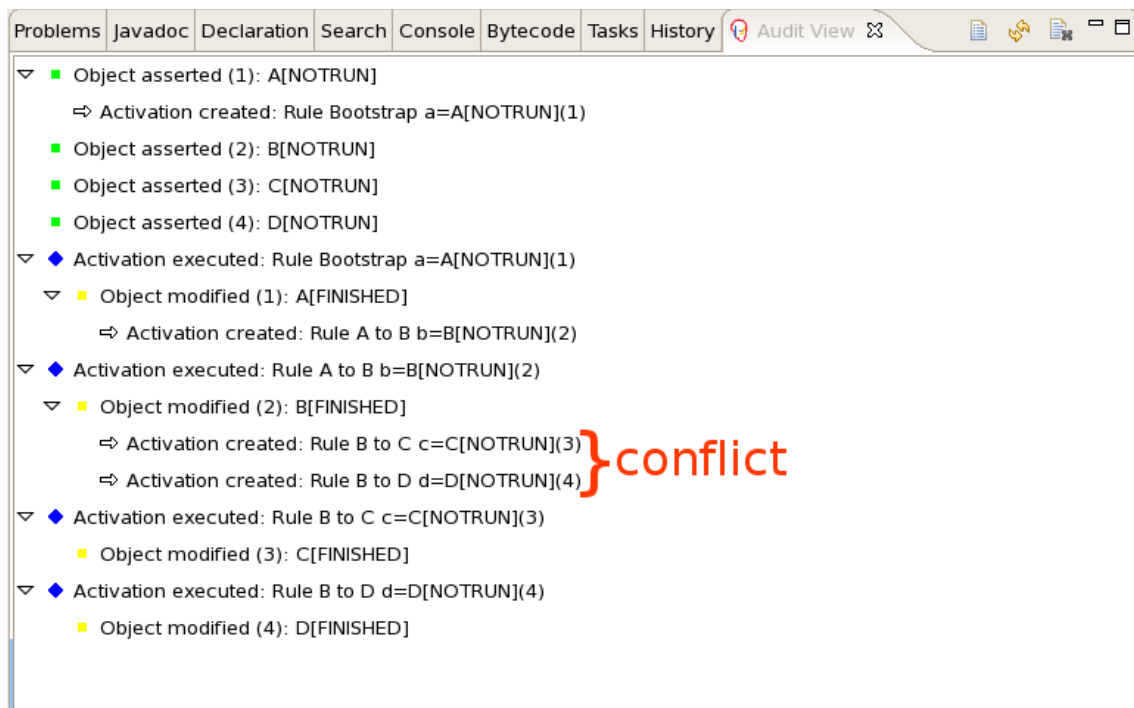 Problems Javadoc Declaration Search Console Bytecode Tasks History Audit View
Object asserted (1): A[NOTRUN]
Activation created: Rule Bootstrap a=A[NOTRUN](1)
Object asserted (2): B[NOTRUN]
Object asserted (3): C[NOTRUN]
Object asserted (4): D[NOTRUN]
Activation executed: Rule Bootstrap a=A[NOTRUN](1)
Object modified (1): A[FINISHED]
Activation created: Rule A to B b=B[NOTRUN](2)
Activation executed: Rule A to B b=B[NOTRUN](2)
Object modified (2): B[FINISHED]
Activation created: Rule B to C c=C[NOTRUN](3)
Activation created: Rule B to D d=D[NOTRUN](4)
conflict
Activation executed: Rule B to C c=C[NOTRUN](3)
Object modified (3): C[FINISHED]
Activation executed: Rule B to D d=D[NOTRUN](4)
Object modified (4): D[FINISHED]